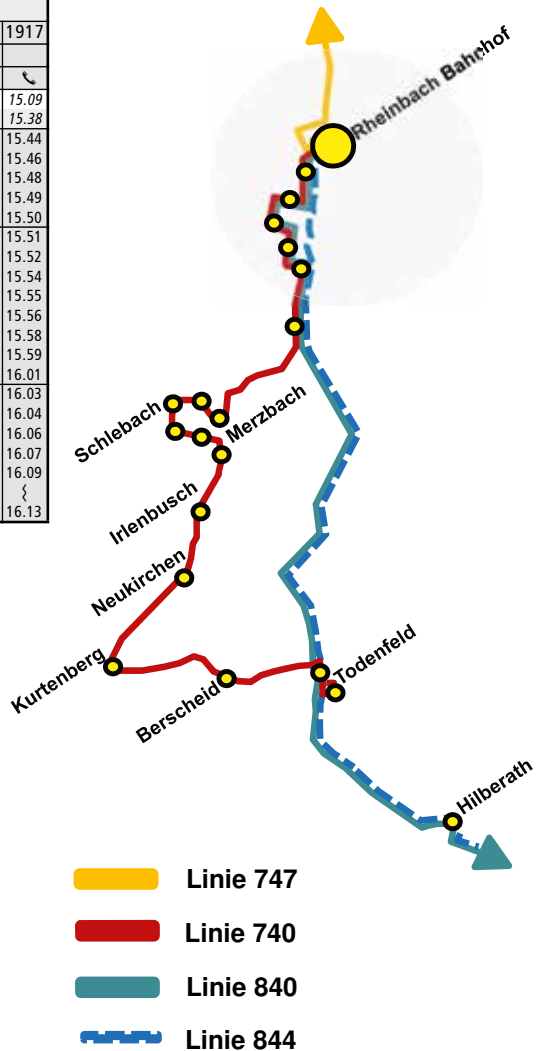 1917
15.09
15.38
15.44
15.46
15.48
15.49
15.50
15.51
15.52
15.54
15.55
15.56
15.58
15.59
16.01
16.03
16.04
16.06
16.07
16.09
16.13
Rheinbach Bahnhof
Schlebach
Merzbach
Irlenbusch
Neukirchen
Kurtenberg
Berscheid
Todenfeld
Hilberath
Linie 747
Linie 740
Linie 840
Linie 844